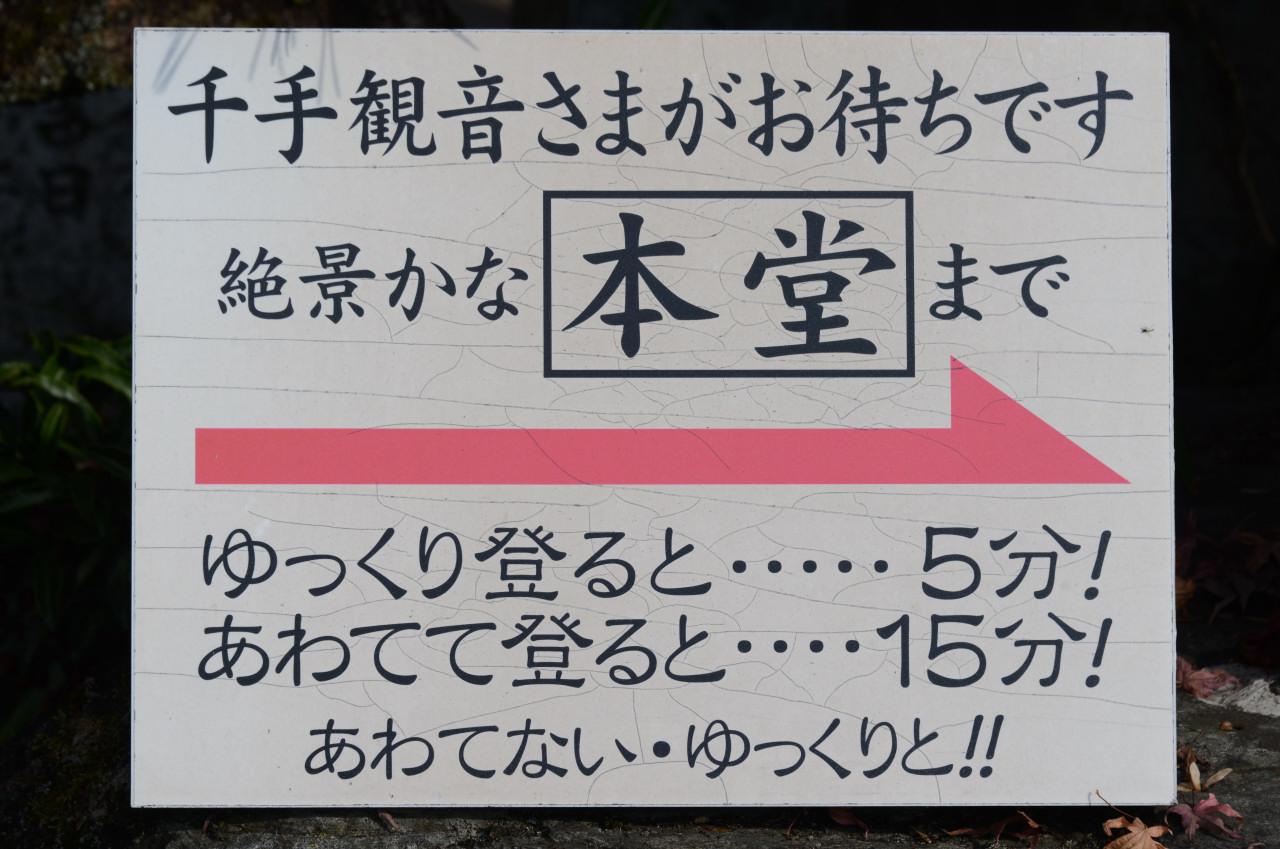 千手観音さまがお待ちです
絶景かな本堂まで
ゆっくり登ると・・・・・5分!
あわてて登ると・・・・15分!
あわてない・ゆっくりと!!